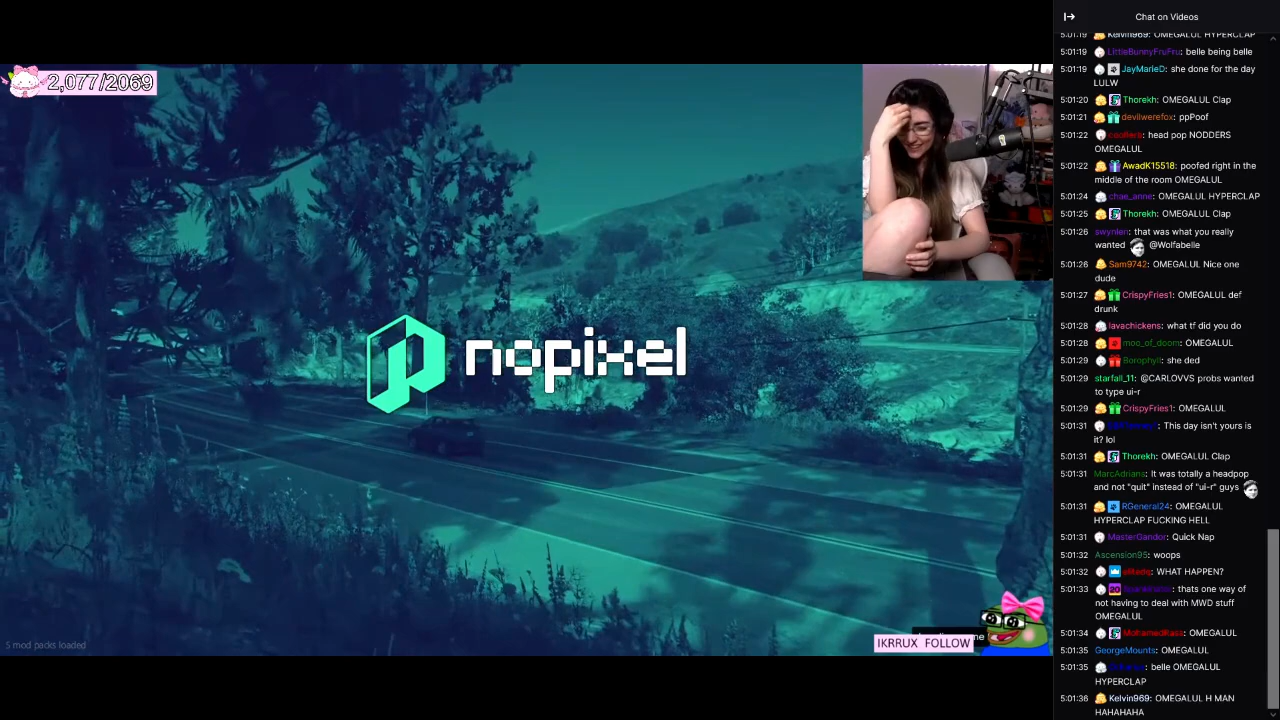 Chat on Videos
2,077/2069
nopixel
5 mod packs loaded
IKRRUX FOLLOW
5:01:19 Kelvin969: OMEGALUL HYPERCLAP
5:01:19 LittleBunnyFruFru: belle being belle
5:01:19 JayMarieD: she done for the day
LULW
5:01:20 Thorekh: OMEGALUL Clap
5:01:21 devilwerefox: ppPoof
5:01:22 head pop NODDERS
OMEGALUL
5:01:22 AwadK15518: poofed right in the
middle of the room OMEGALUL
5:01:24 chae_anne: OMEGALUL HYPERCLAP
5:01:25 Thorekh: OMEGALUL Clap
5:01:26 swynlen: that was what you really
wanted @Wolfabelle
5:01:26 Sam9742: OMEGALUL Nice one
dude
5:01:27 CrispyFries1: OMEGALUL def
drunk
5:01:28 lavachickens: what tf did you do
5:01:28 moo_of_doom: OMEGALUL
5:01:29 Borophyll: she ded
5:01:29 starfall_11: @CARLOVVS probs wanted
to type ui-r
5:01:29 CrispyFries1: OMEGALUL
5:01:31 This day isn't yours is
it? lol
5:01:31 Thorekh: OMEGALUL Clap
5:01:31 MarcAdrians: It was totally a headpop
and not "quit" instead of "ui-r" guys
5:01:31 RGeneral24: OMEGALUL
HYPERCLAP FUCKING HELL
5:01:31 MasterGandor: Quick Nap
5:01:32 Ascension95: woops
5:01:32 WHAT HAPPEN?
5:01:33 thats one way of
not having to deal with MWD stuff
OMEGALUL
5:01:34 MohamedRass: OMEGALUL
5:01:35 GeorgeMounts: OMEGALUL
5:01:35 belle OMEGALUL
HYPERCLAP
5:01:36 Kelvin969: OMEGALUL H MAN
HAHAHAHA